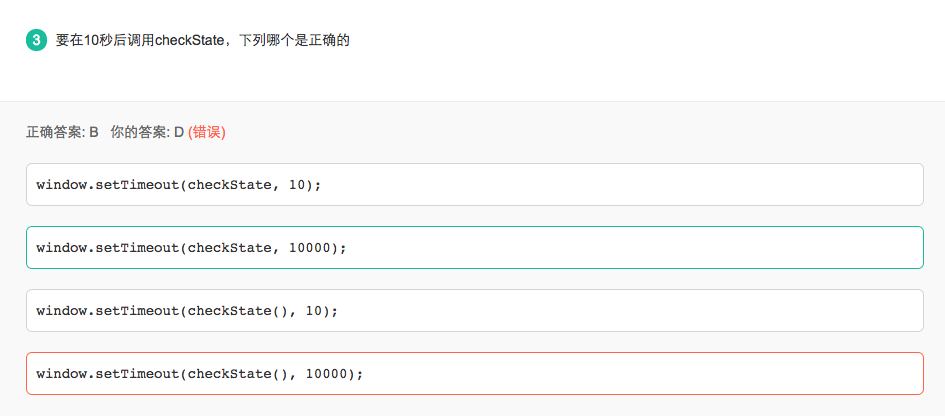 3 要在10秒后调用checkState，下列哪个是正确的
正确答案: B 你的答案: D (错误)
window.setTimeout(checkState, 10);
window.setTimeout(checkState, 10000);
window.setTimeout(checkState(), 10);
window.setTimeout(checkState(), 10000);